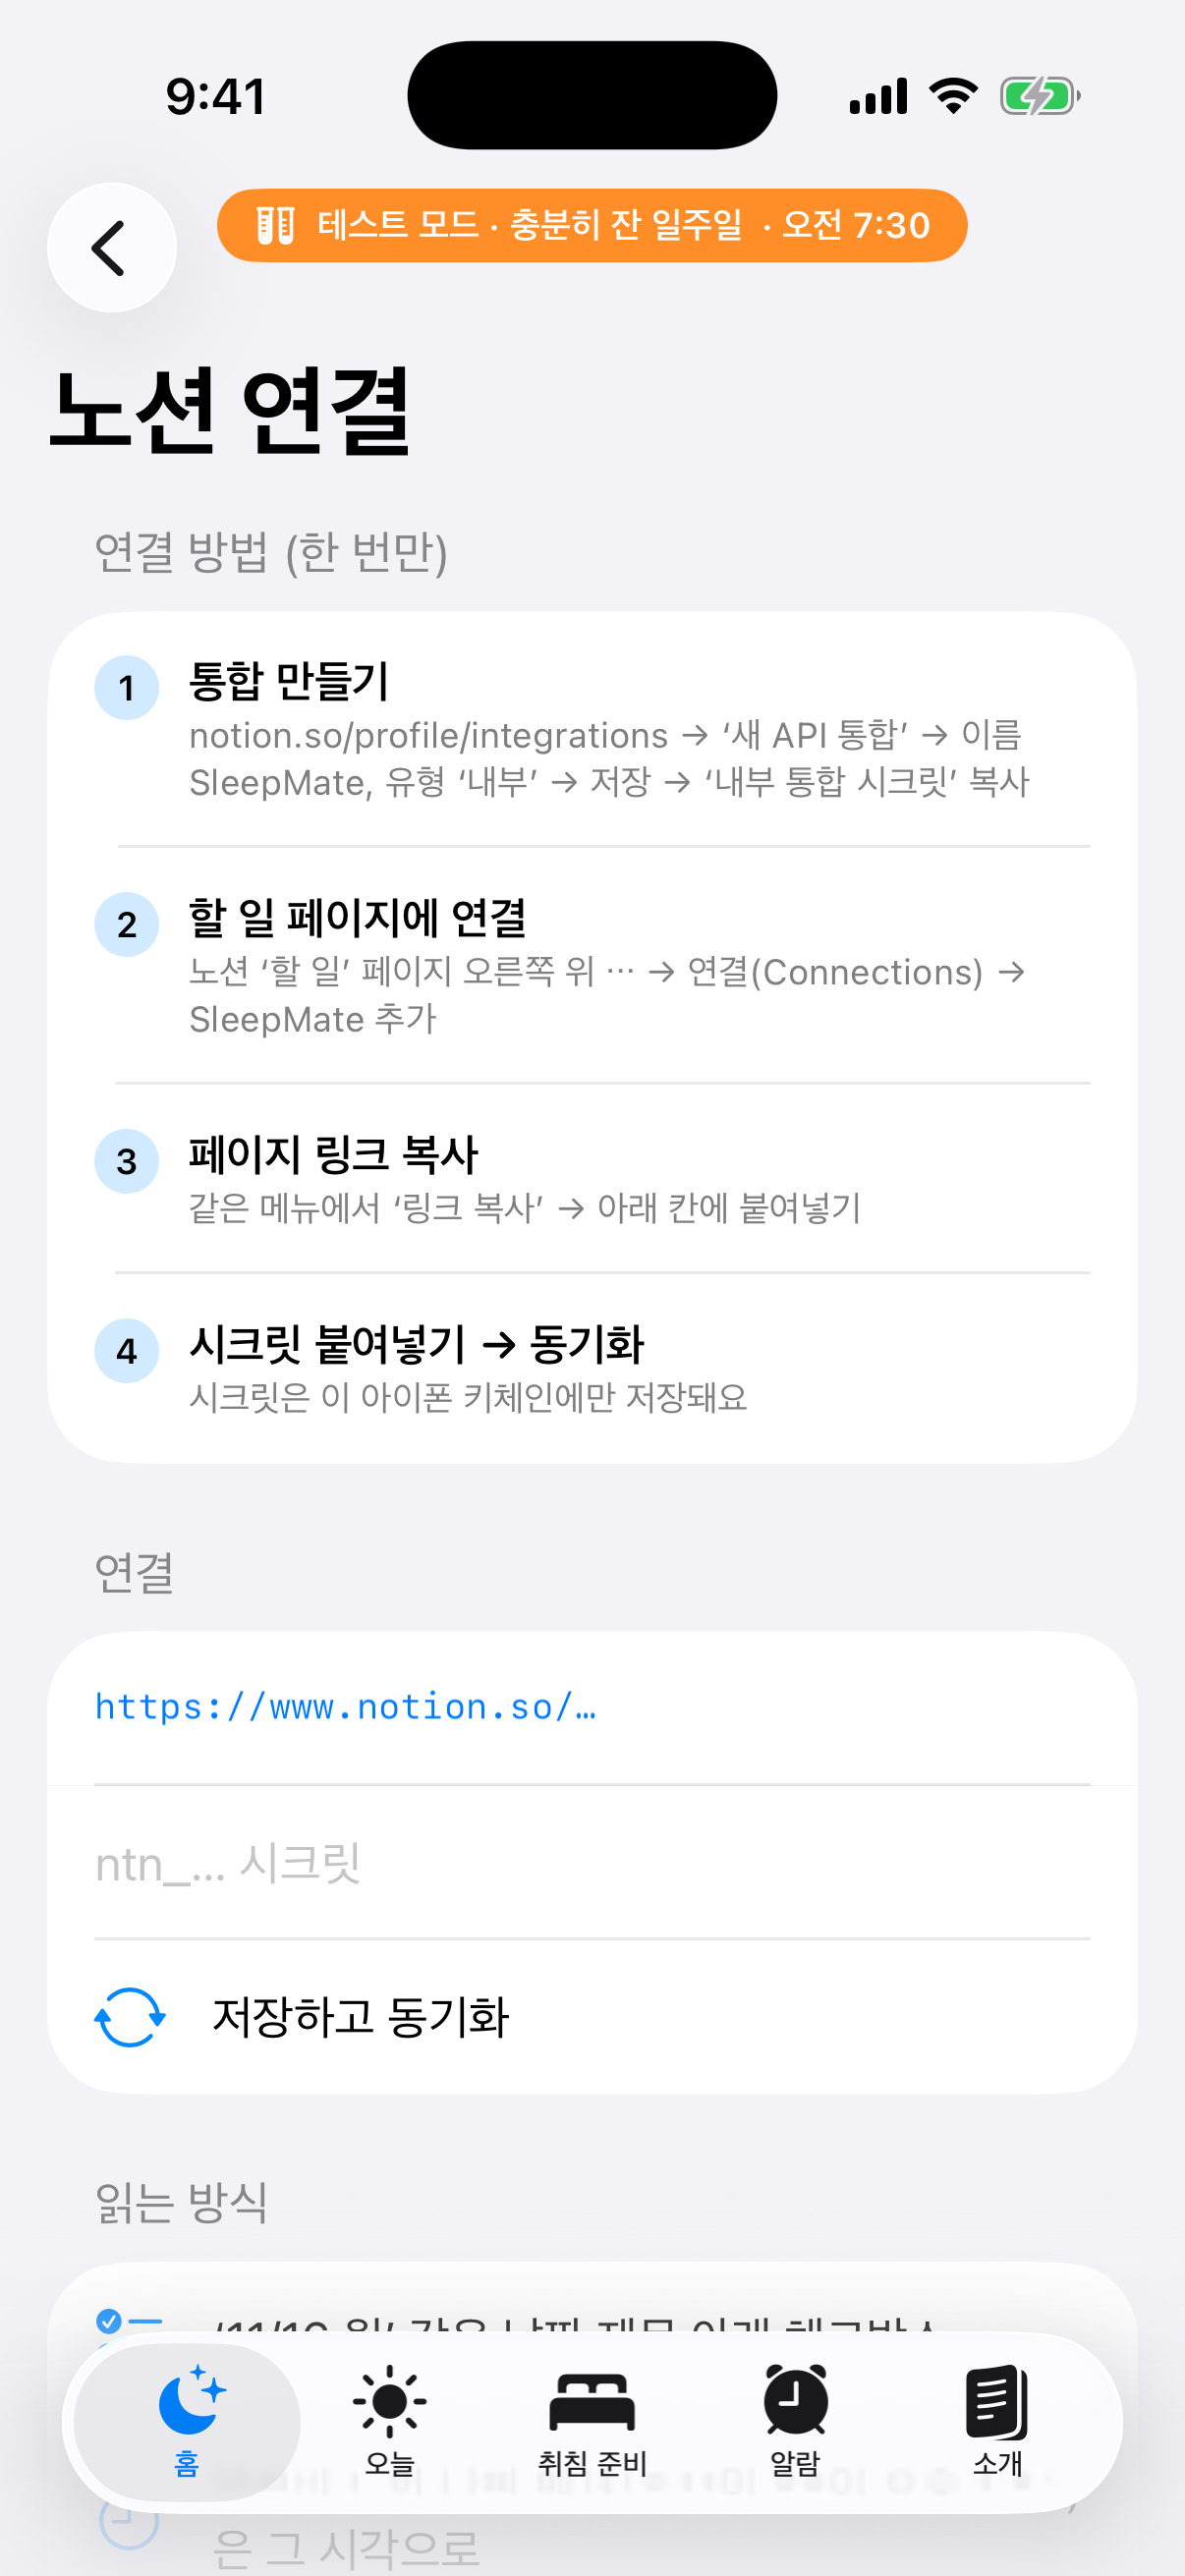 9:41
테스트 모드 · 충분히 잔 일주일 · 오전 7:30
노션 연결
연결 방법 (한 번만)
1
통합 만들기
notion.so/profile/integrations → ‘새 API 통합’ → 이름
SleepMate, 유형 ‘내부’ → 저장 → ‘내부 통합 시크릿’ 복사
2
할 일 페이지에 연결
노션 ‘할 일’ 페이지 오른쪽 위 ··· → 연결(Connections) →
SleepMate 추가
3
페이지 링크 복사
같은 메뉴에서 ‘링크 복사’ → 아래 칸에 붙여넣기
4
시크릿 붙여넣기 → 동기화
시크릿은 이 아이폰 키체인에만 저장돼요
연결
https://www.notion.so/…
ntn_... 시크릿
저장하고 동기화
읽는 방식
같은 날짜 제목 아래
홈
오늘
취침 준비
알람
소개
은 그 시각으로